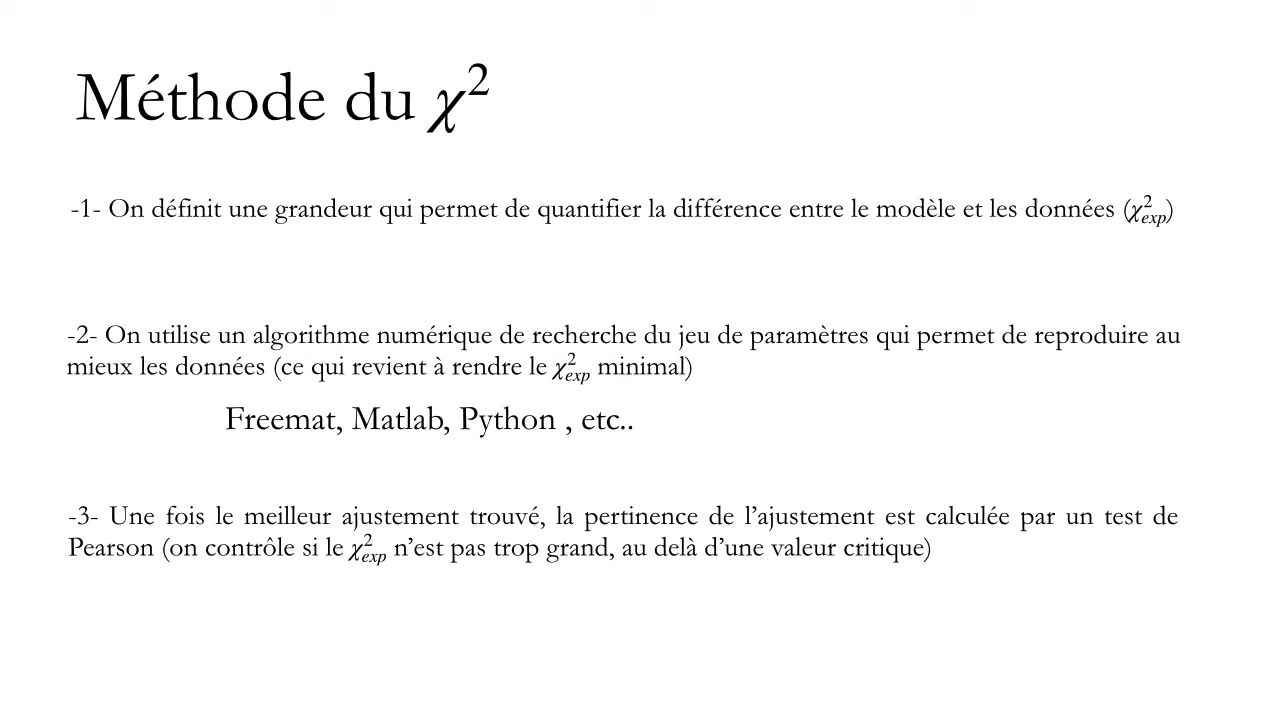 Méthode du χ²
-1- On définit une grandeur qui permet de quantifier la différence entre le modèle et les données (χ²exp)
-2- On utilise un algorithme numérique de recherche du jeu de paramètres qui permet de reproduire au
mieux les données (ce qui revient à rendre le χ²exp minimal)
Freemat, Matlab, Python , etc..
-3- Une fois le meilleur ajustement trouvé, la pertinence de l’ajustement est calculée par un test de
Pearson (on contrôle si le χ²exp n’est pas trop grand, au delà d’une valeur critique)